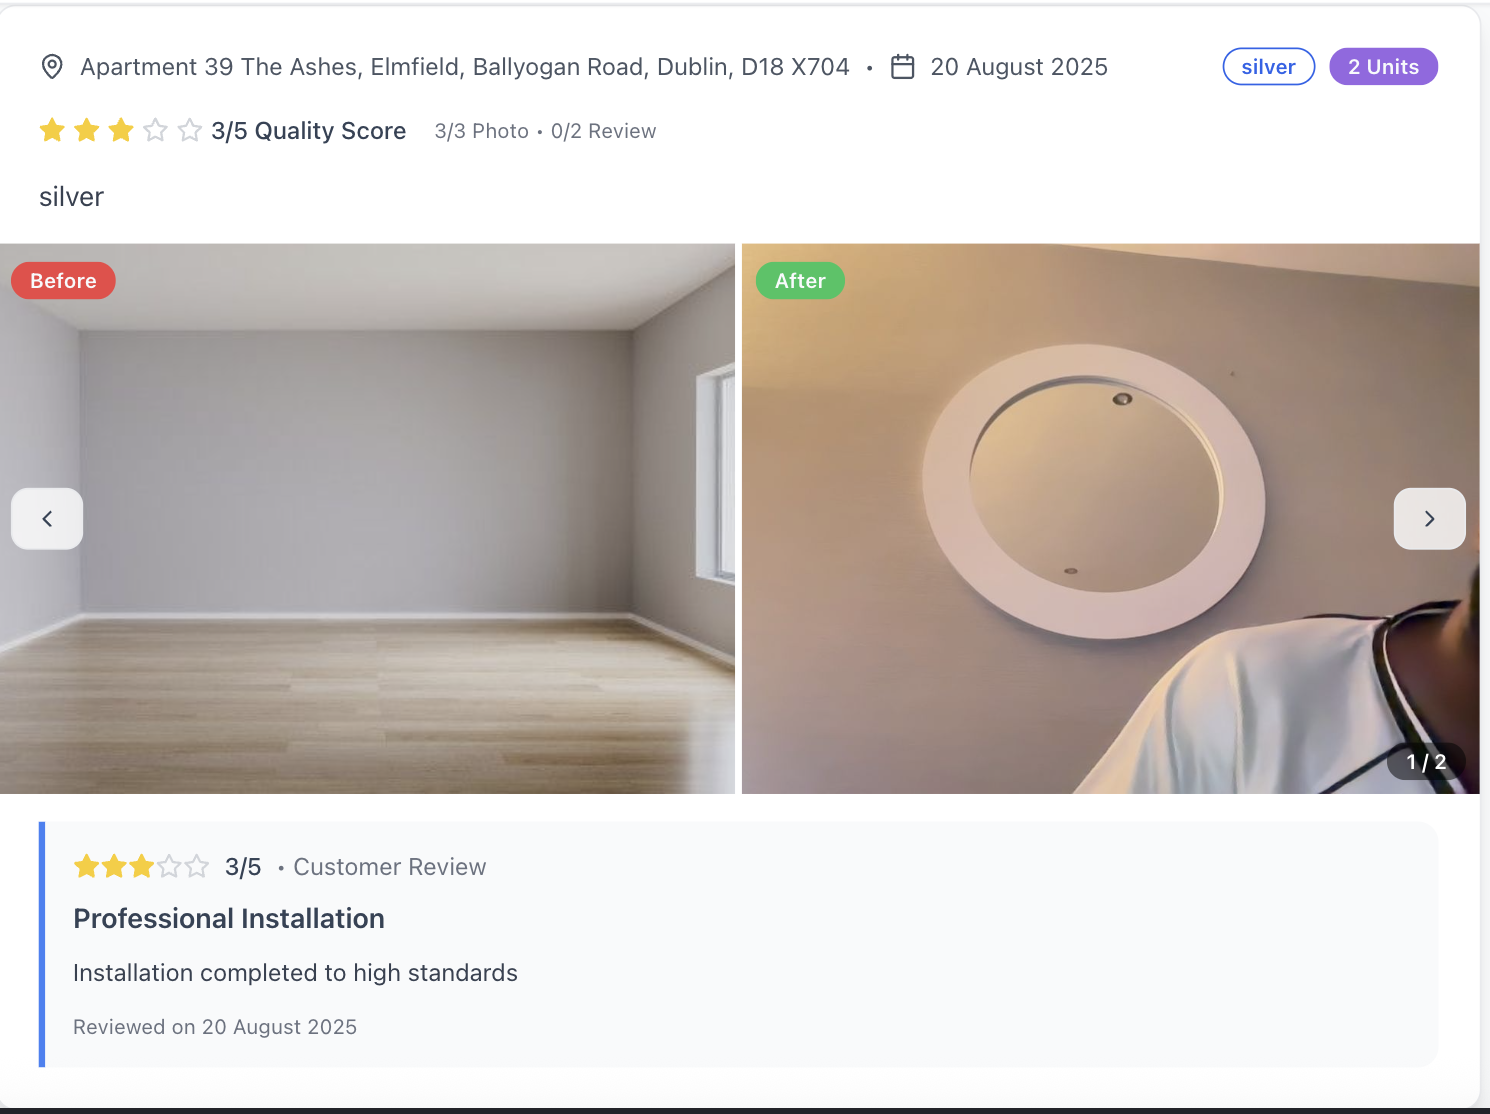 Apartment 39 The Ashes, Elmfield, Ballyogan Road, Dublin, D18 X704 • 20 August 2025
silver
2 Units
3/5 Quality Score 3/3 Photo • 0/2 Review
silver
Before
After
1 / 2
3/5 • Customer Review
Professional Installation
Installation completed to high standards
Reviewed on 20 August 2025